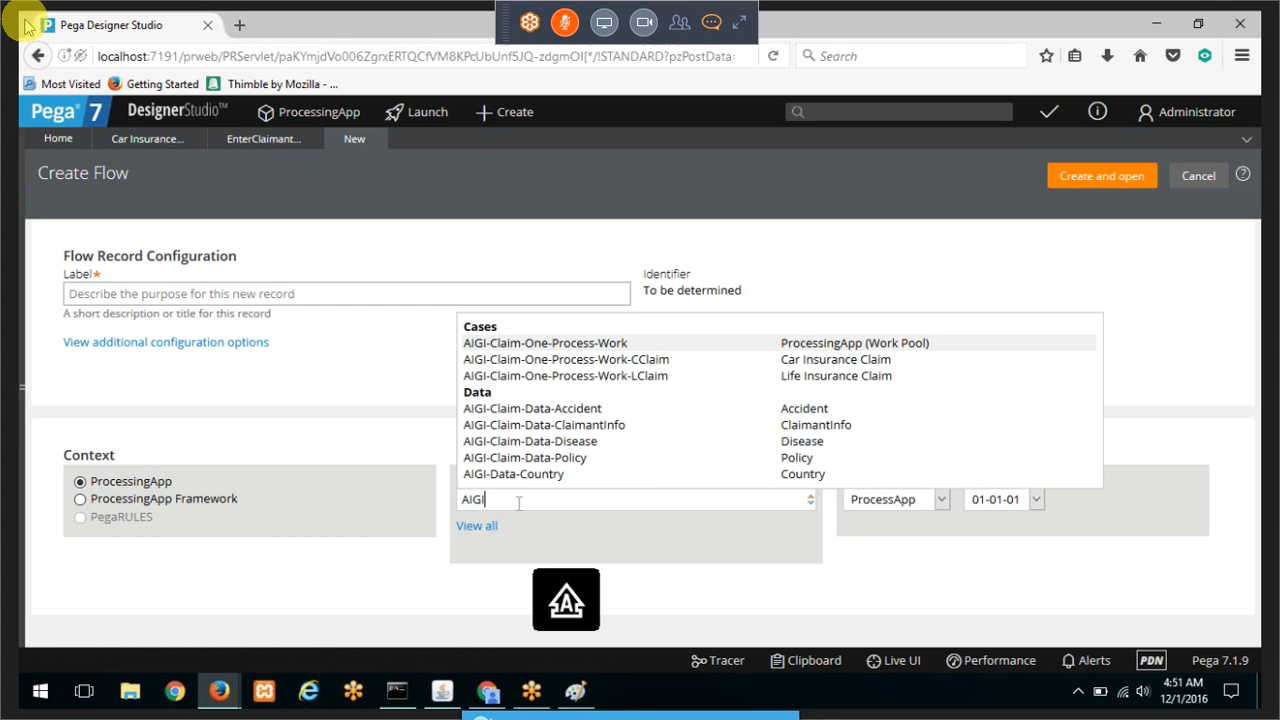 Pega Designer Studio
localhost:7191/prweb/PRServlet/paKYmjdVo006ZgrxERTQCfVM8KPcUbUnf5JQ-zdgmOI[*/!STANDARD?pzPostData=
Search
Most Visited Getting Started Thimble by Mozilla - ...
Pega 7 DesignerStudio™ ProcessingApp Launch Create Administrator
Home Car Insurance... EnterClaimant... New
Create Flow
Create and open Cancel
Flow Record Configuration
Label* Identifier
Describe the purpose for this new record To be determined
A short description or title for this record
View additional configuration options
Cases
AIGI-Claim-One-Process-Work ProcessingApp (Work Pool)
AIGI-Claim-One-Process-Work-CClaim Car Insurance Claim
AIGI-Claim-One-Process-Work-LClaim Life Insurance Claim
Data
AIGI-Claim-Data-Accident Accident
AIGI-Claim-Data-ClaimantInfo ClaimantInfo
AIGI-Claim-Data-Disease Disease
AIGI-Claim-Data-Policy Policy
AIGI-Data-Country Country
Context
ProcessingApp
ProcessingApp Framework
PegaRULES
AIGI
View all
ProcessApp 01-01-01
A
Tracer Clipboard Live UI Performance Alerts PDN Pega 7.1.9
4:51 AM
12/1/2016